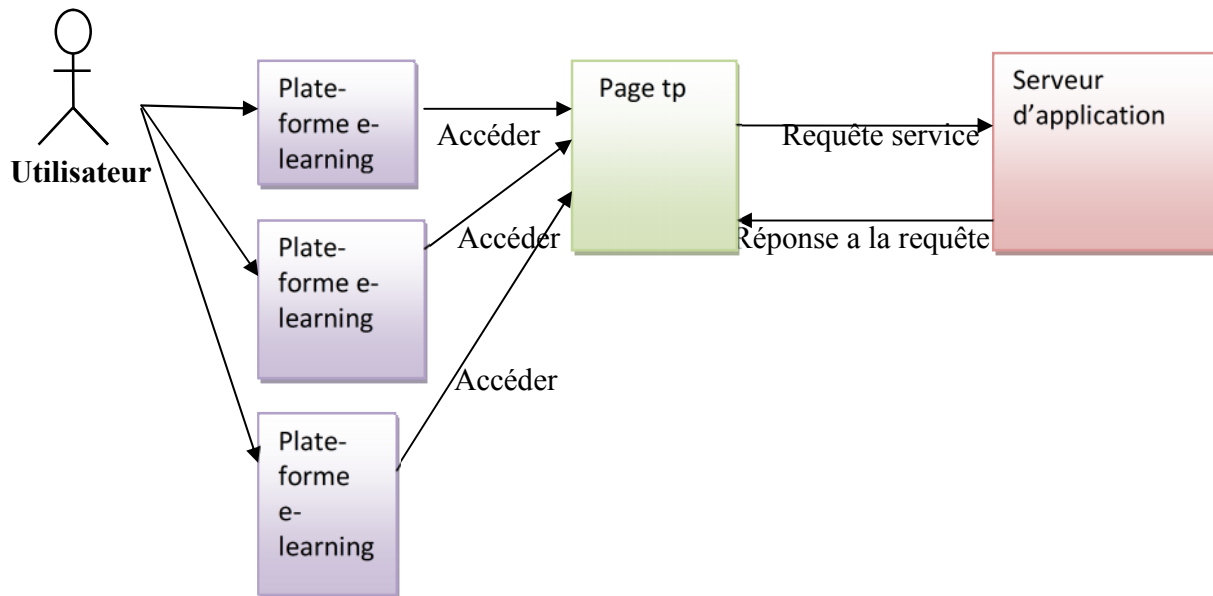 Utilisateur
Plate-
forme e-
learning
Accéder
Plate-
forme e-
learning
Accéder
Plate-
forme
e-
learning
Accéder
Page tp
Requête service
Réponse a la requête
Serveur
d’application